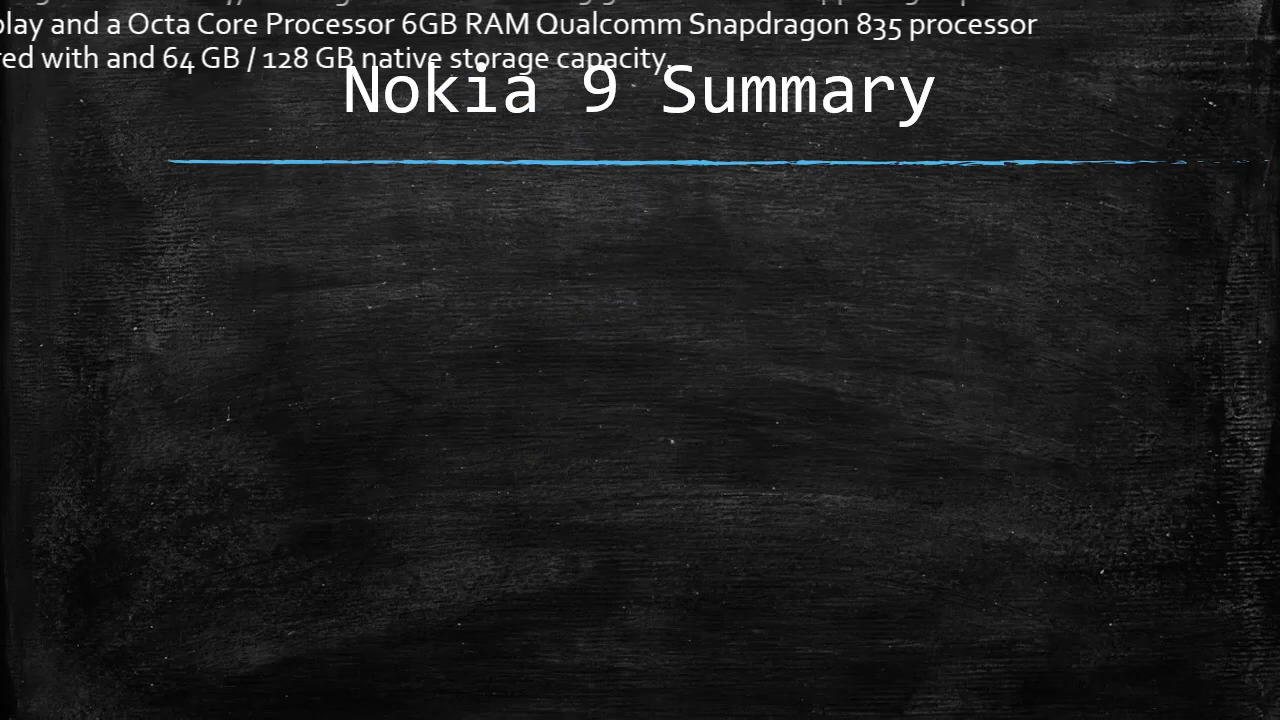 play and a Octa Core Processor 6GB RAM Qualcomm Snapdragon 835 processor
red with and 64 GB / 128 GB native storage capacity.
Nokia 9 Summary